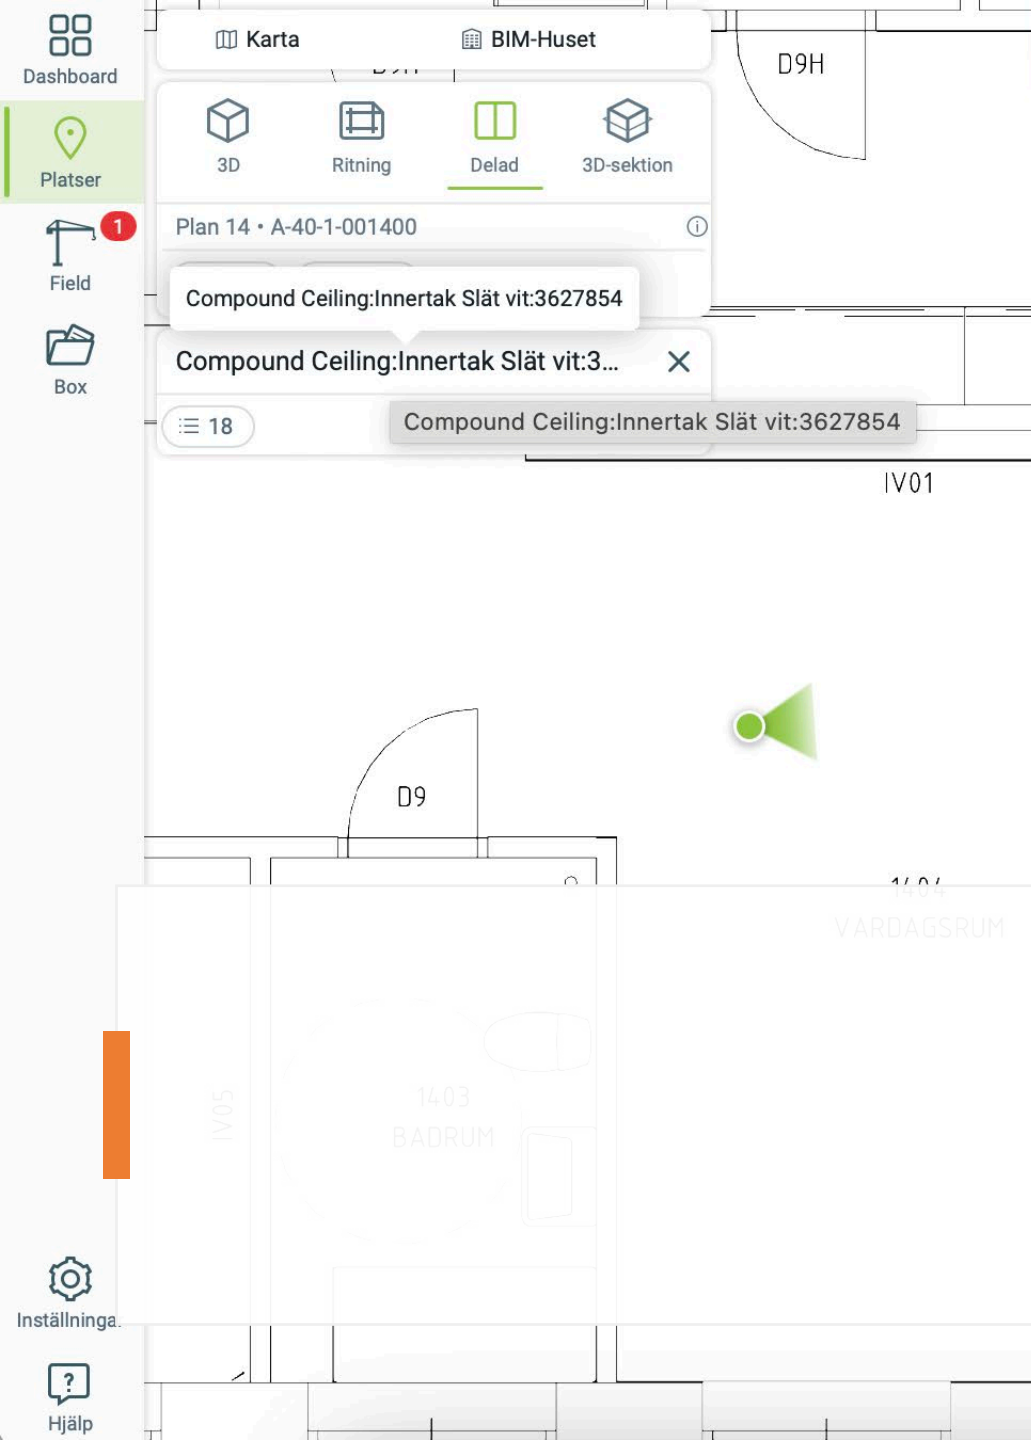 Dashboard
Platser
1
Field
Box
Inställninga
Hjälp
Karta
BIM-Huset
3D
Ritning
Delad
3D-sektion
Plan 14 • A-40-1-001400
Compound Ceiling:Innertak Slät vit:3627854
Compound Ceiling:Innertak Slät vit:3...
18
Compound Ceiling:Innertak Slät vit:3627854
D9H
IV01
D9
1404
VARDAGSRUM
IV05
1403
BADRUM